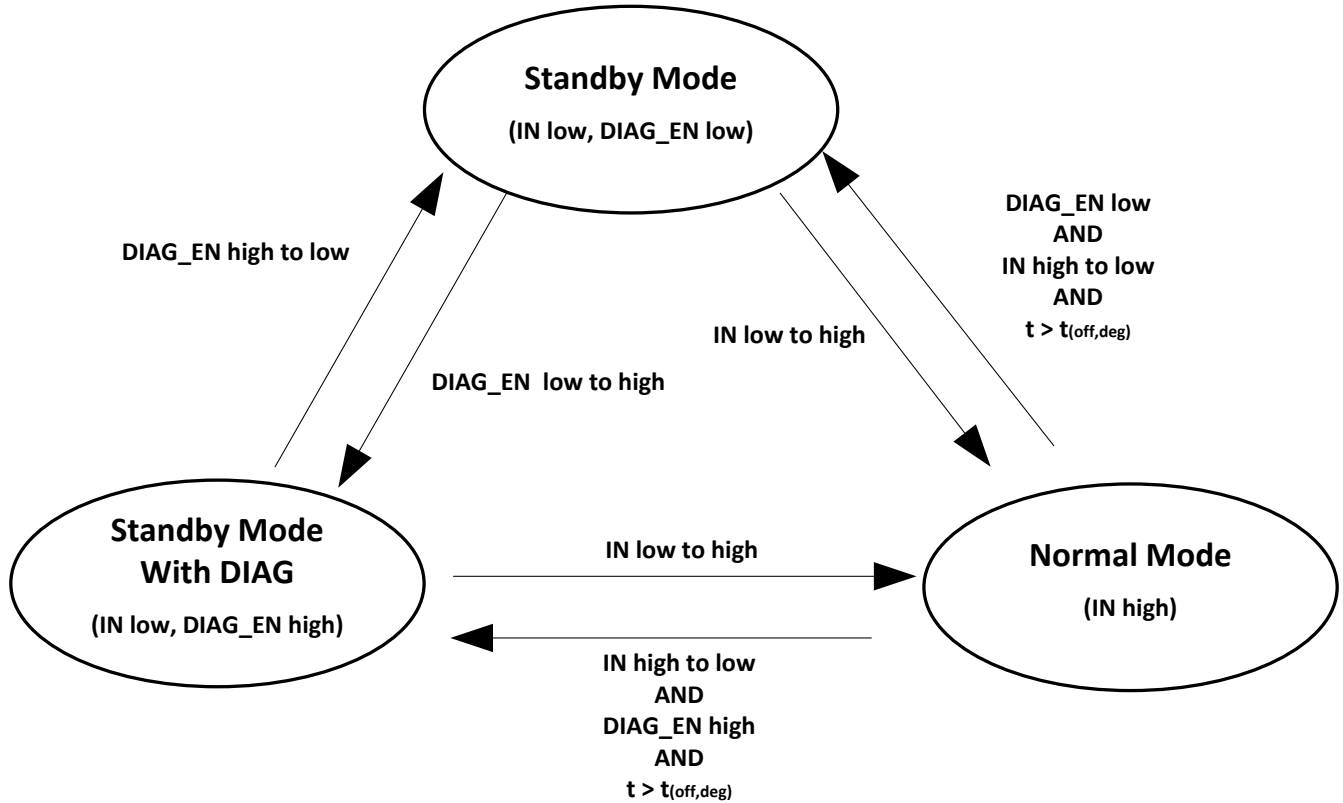 Standby Mode
(IN low, DIAG_EN low)
DIAG_EN high to low
DIAG_EN  low to high
IN low to high
DIAG_EN low
AND
IN high to low
AND
t > t(off,deg)
Standby Mode
With DIAG
(IN low, DIAG_EN high)
IN low to high
Normal Mode
(IN high)
IN high to low
AND
DIAG_EN high
AND
t > t(off,deg)